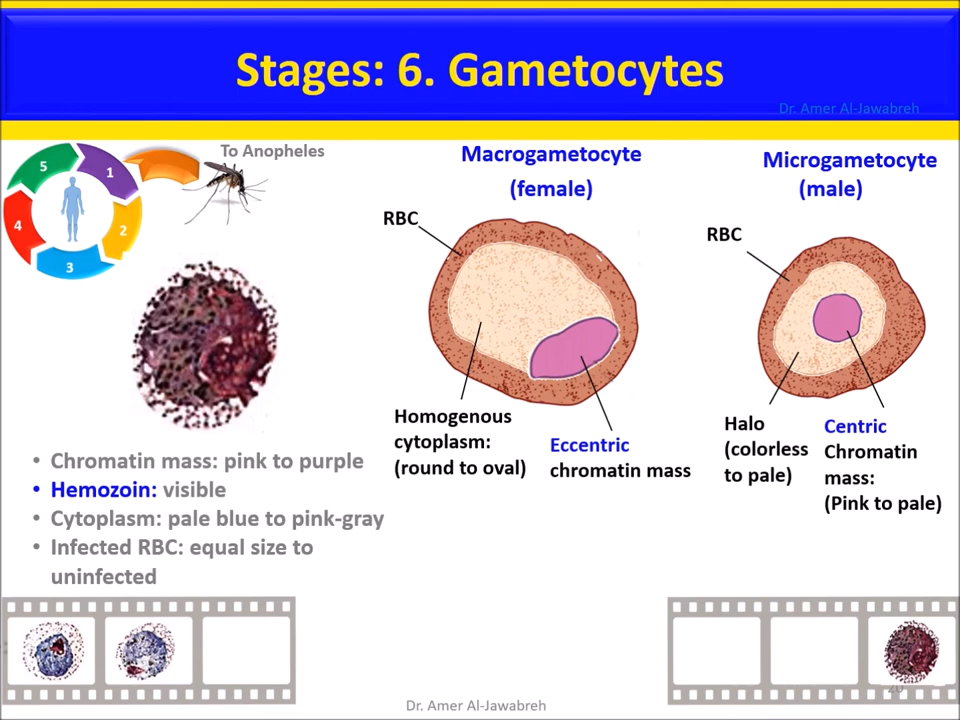 Stages: 6. Gametocytes
Dr. Amer Al-Jawabreh
To Anopheles
5
1
4
2
3
Macrogametocyte
(female)
Microgametocyte
(male)
RBC
RBC
Homogenous
cytoplasm:
(round to oval)
Eccentric
chromatin mass
Halo
(colorless
to pale)
Centric
Chromatin
mass:
(Pink to pale)
• Chromatin mass: pink to purple
• Hemozoin: visible
• Cytoplasm: pale blue to pink-gray
• Infected RBC: equal size to
uninfected
20
Dr. Amer Al-Jawabreh